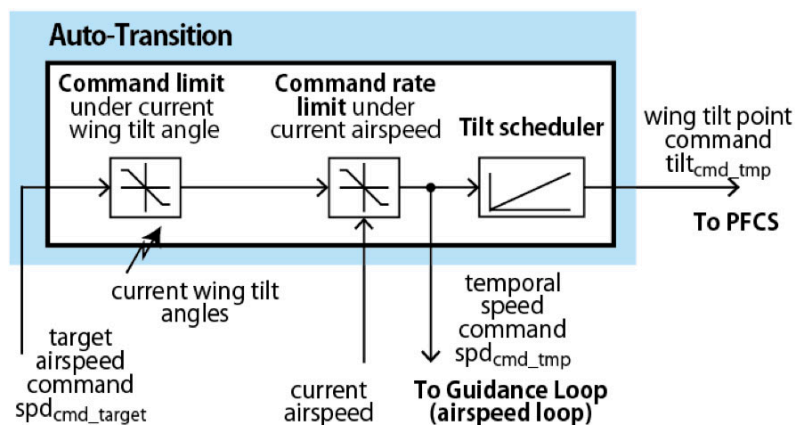 Auto-Transition
Command limit
under current
wing tilt angle
Command rate
limit under
current airspeed
Tilt scheduler
wing tilt point
command
tiltcmd_tmp
To PFCS
current wing tilt
angles
target
airspeed
command
spdcmd_target
current
airspeed
temporal
speed
command
spdcmd_tmp
To Guidance Loop
(airspeed loop)